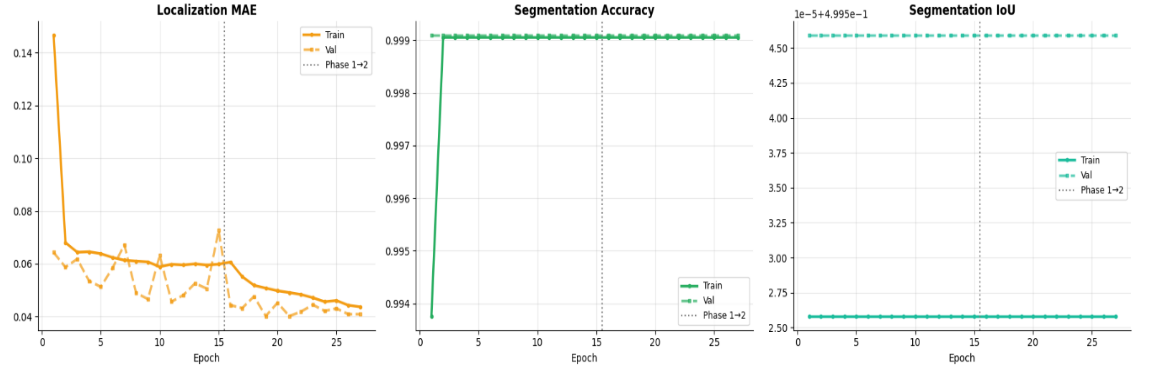 Localization MAE
0.14
0.12
0.10
0.08
0.06
0.04
0 5 10 15 20 25
Epoch
Train
Val
Phase 1→2
Segmentation Accuracy
0.999
0.998
0.997
0.996
0.995
0.994
0 5 10 15 20 25
Epoch
Train
Val
Phase 1→2
Segmentation IoU
1e-5+4.995e-1
4.50
4.25
4.00
3.75
3.50
3.25
3.00
2.75
2.50
0 5 10 15 20 25
Epoch
Train
Val
Phase 1→2